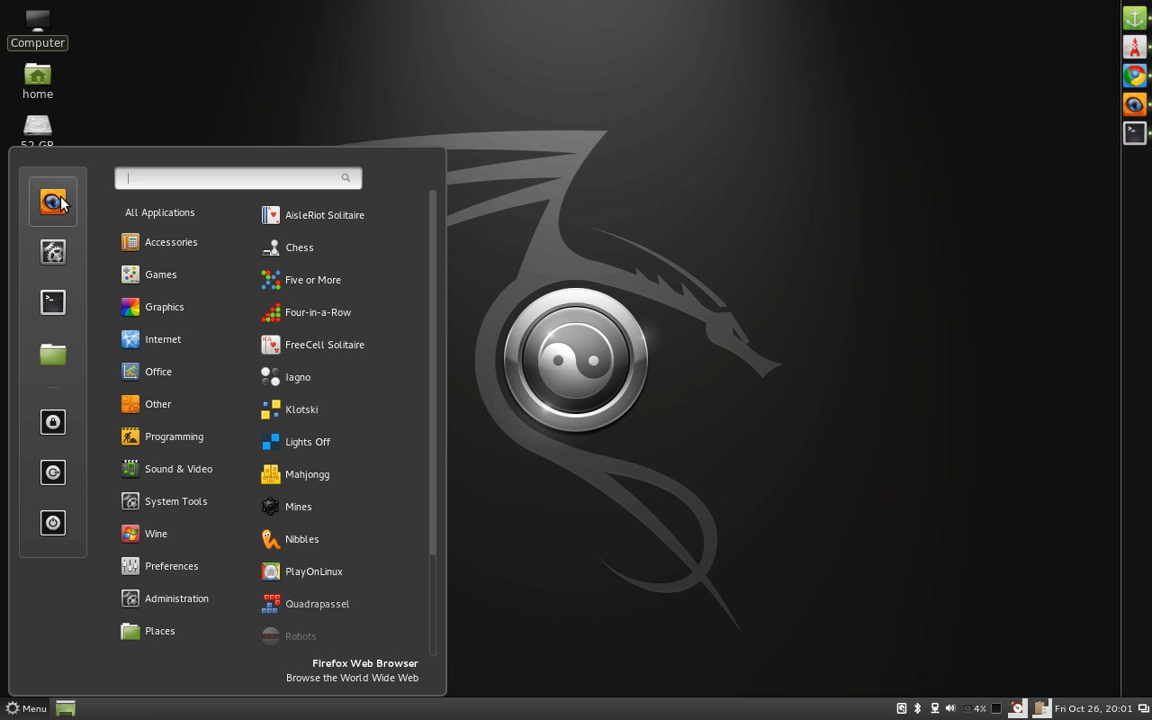 Computer
home
52 GB
All Applications
Accessories
Games
Graphics
Internet
Office
Other
Programming
Sound & Video
System Tools
Wine
Preferences
Administration
Places
AisleRiot Solitaire
Chess
Five or More
Four-in-a-Row
FreeCell Solitaire
Iagno
Klotski
Lights Off
Mahjongg
Mines
Nibbles
PlayOnLinux
Quadrapassel
Robots
Firefox Web Browser
Browse the World Wide Web
Menu
4%
Fri Oct 26, 20:01